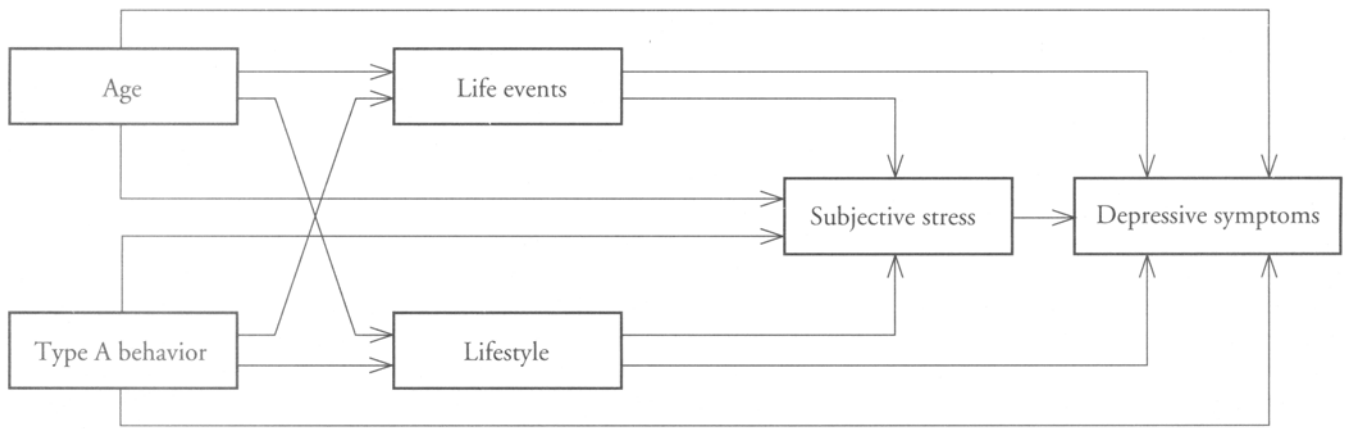 Age
Life events
Subjective stress
Depressive symptoms
Type A behavior
Lifestyle